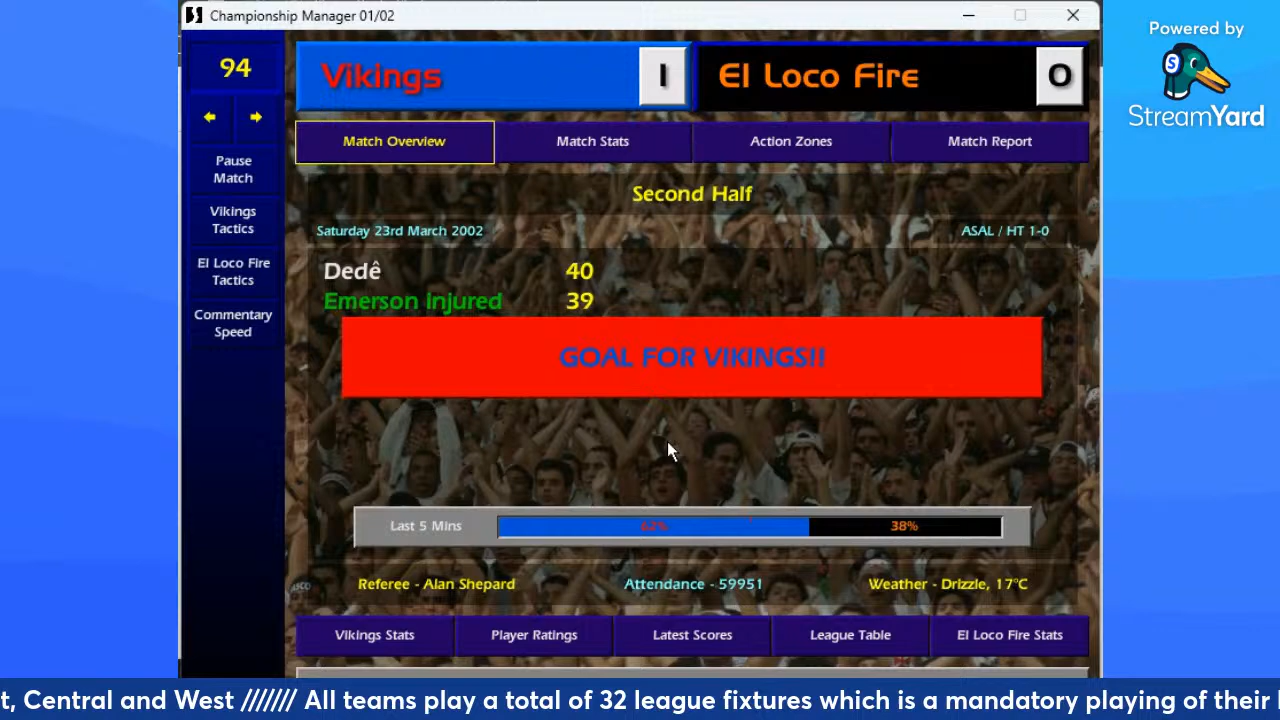 Championship Manager 01/02
Powered by
StreamYard
94
Vikings 1 El Loco Fire 0
Match Overview Match Stats Action Zones Match Report
Pause
Match
Vikings
Tactics
El Loco Fire
Tactics
Commentary
Speed
Second Half
Saturday 23rd March 2002 ASAL / HT 1-0
Dedê 40
Emerson injured 39
GOAL FOR VIKINGS!!
Last 5 Mins 62% 38%
Referee - Alan Shepard Attendance - 59951 Weather - Drizzle, 17°C
Vikings Stats Player Ratings Latest Scores League Table El Loco Fire Stats
t, Central and West /////// All teams play a total of 32 league fixtures which is a mandatory playing of their